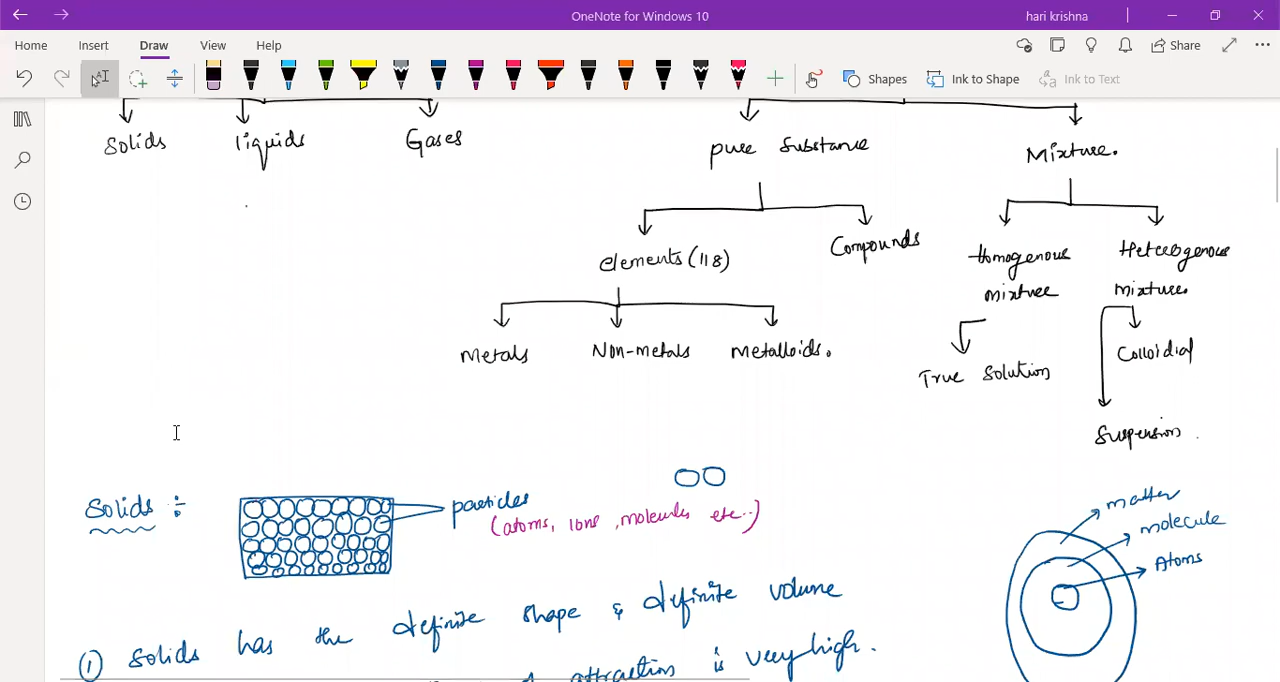 OneNote for Windows 10
hari krishna
Home Insert Draw View Help
Share
Shapes Ink to Shape Ink to Text
Solids liquids Gases
pure substance Mixture.
elements (118) Compounds
Homogenous mixture
Heterogenous mixture.
Metals Non-metals Metalloids.
True Solution
Colloidial
Suspension.
Solids :
particles
(atoms, ions, molecules etc..)
matter
molecule
Atoms
① Solids has the definite shape & definite volume
attraction is very high.